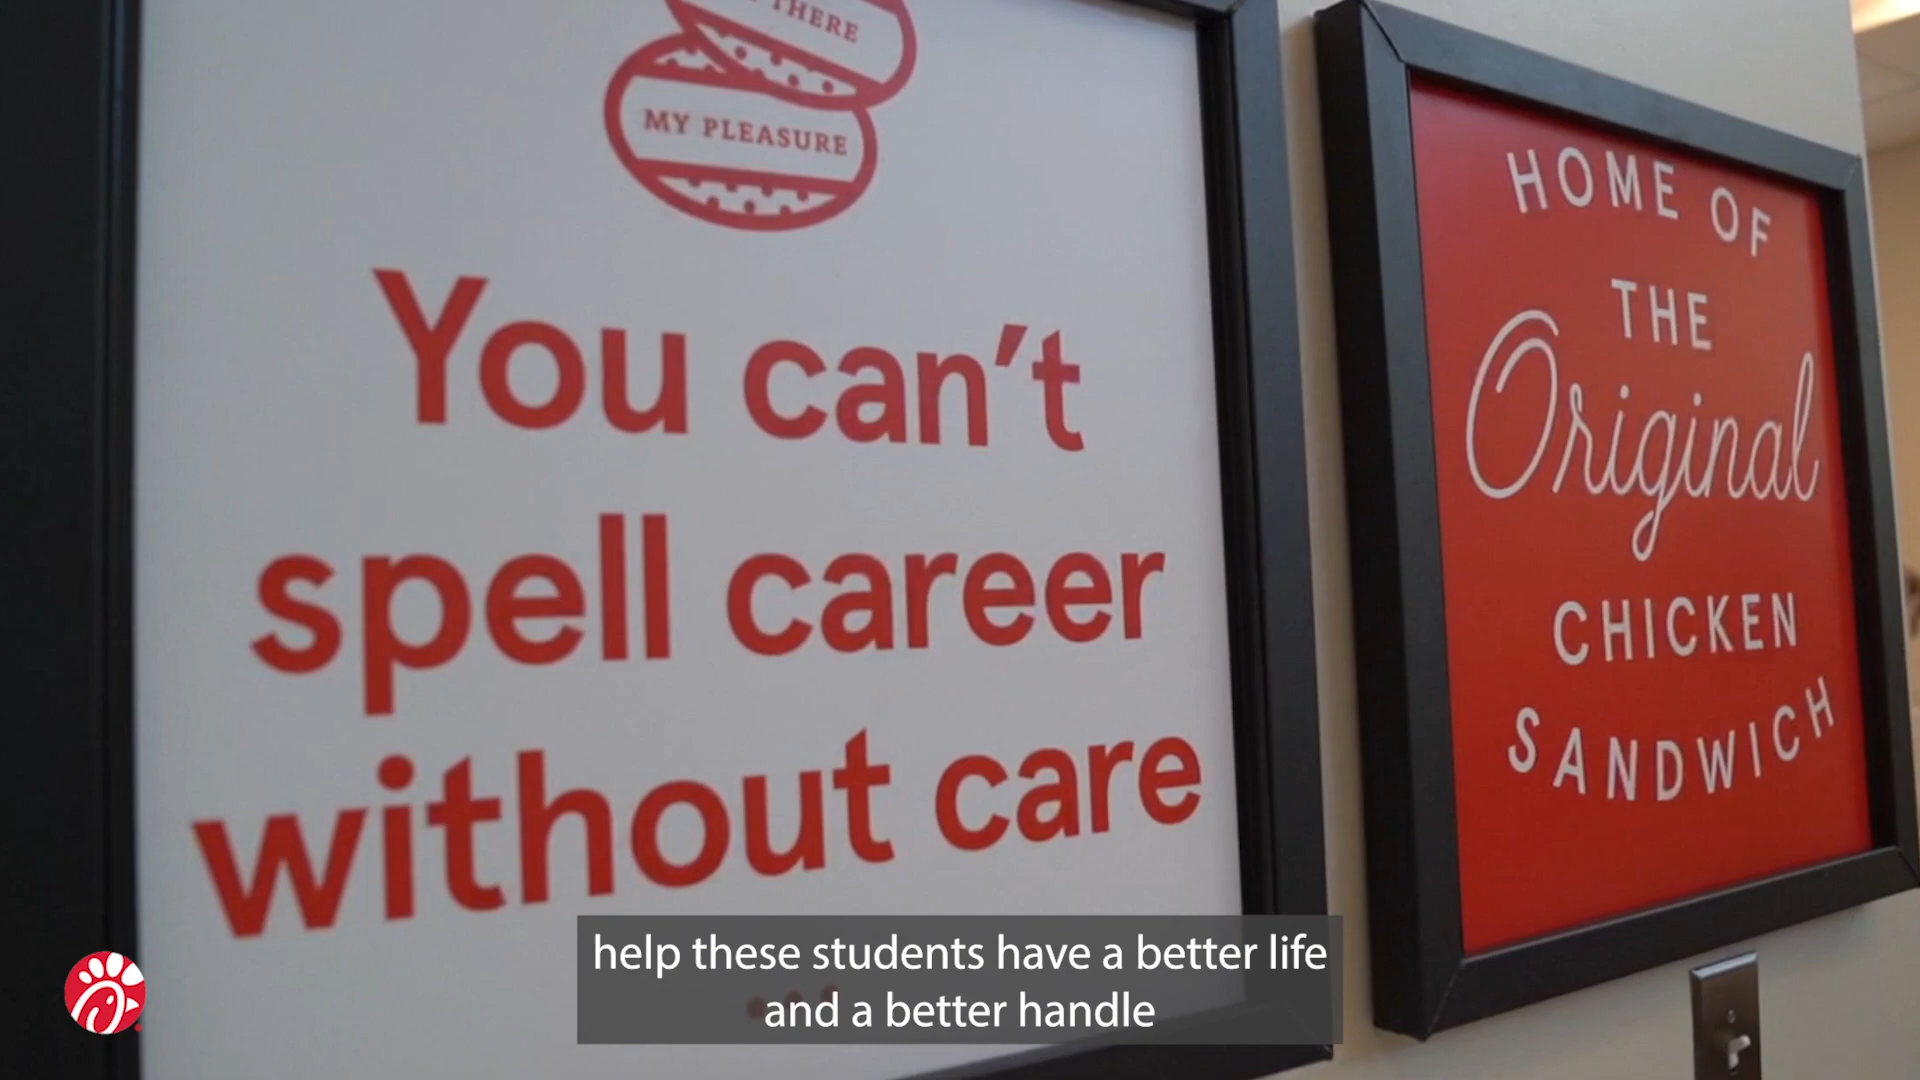 THERE
MY PLEASURE
You can't
spell career
without care
HOME OF
THE
Original
CHICKEN
SANDWICH
help these students have a better life
and a better handle